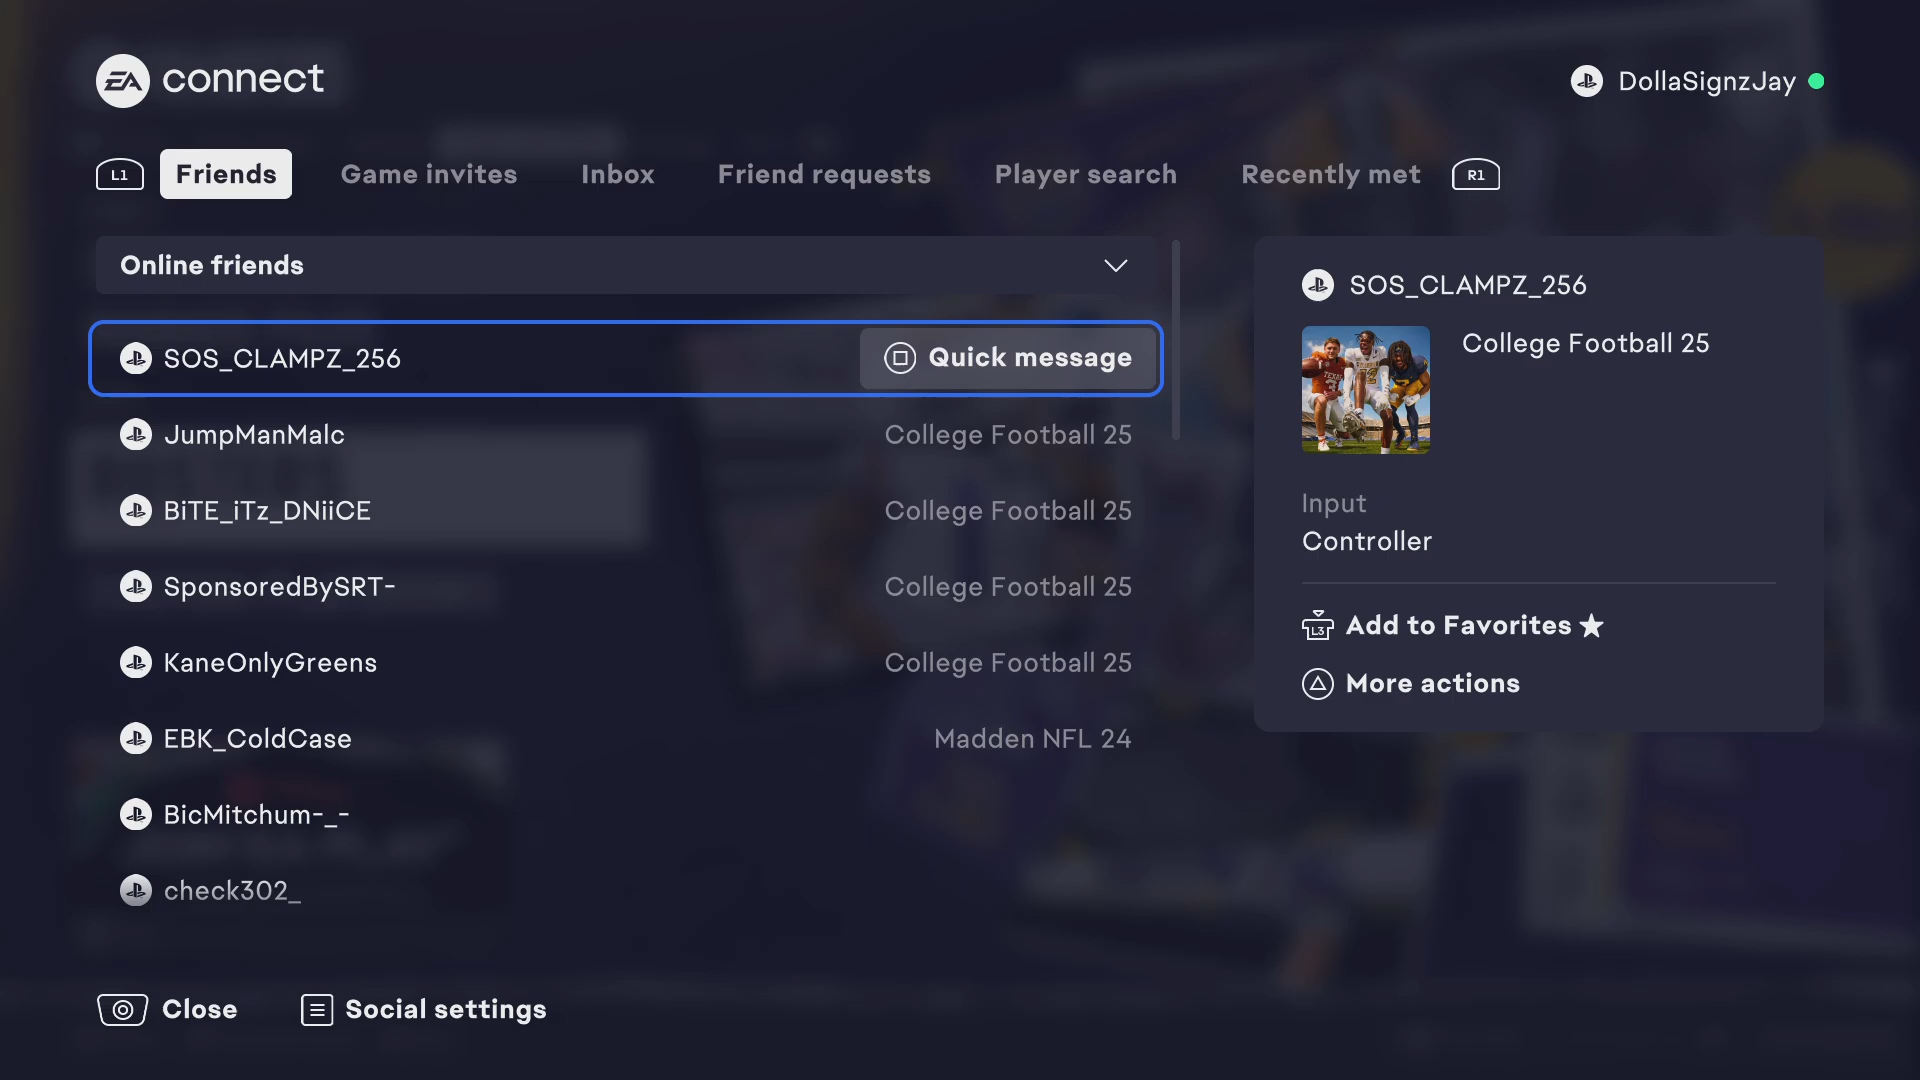 EA connect
DollaSignzJay
L1 Friends Game invites Inbox Friend requests Player search Recently met R1
Online friends
SOS_CLAMPZ_256 Quick message
JumpManMalc College Football 25
BiTE_iTz_DNiiCE College Football 25
SponsoredBySRT- College Football 25
KaneOnlyGreens College Football 25
EBK_ColdCase Madden NFL 24
BicMitchum-_-
check302_
SOS_CLAMPZ_256
College Football 25
Input
Controller
L3 Add to Favorites
More actions
Close Social settings